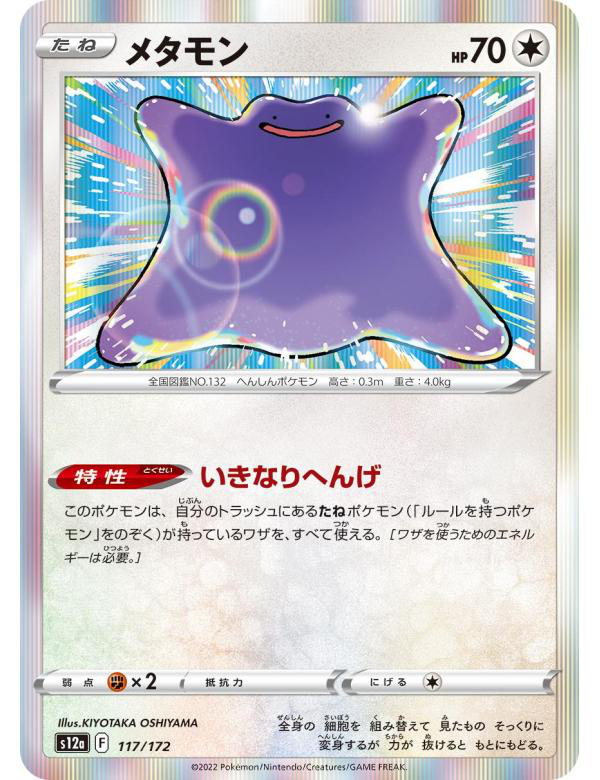 たね メタモン HP70
全国図鑑NO.132 へんしんポケモン 高さ：0.3m 重さ：4.0kg
特性 とくせい いきなりへんげ
このポケモンは、自分のトラッシュにあるたねポケモン（「ルールを持つポケ
モン」をのぞく）が持っているワザを、すべて使える。［ワザを使うためのエネル
ギーは必要。］
弱点 ×2 抵抗力 にげる
Illus.KIYOTAKA OSHIYAMA
s12a F 117/172
全身の 細胞を 組み替えて 見たもの そっくりに
変身するが 力が 抜けると もとにもどる。
©2022 Pokémon/Nintendo/Creatures/GAME FREAK.